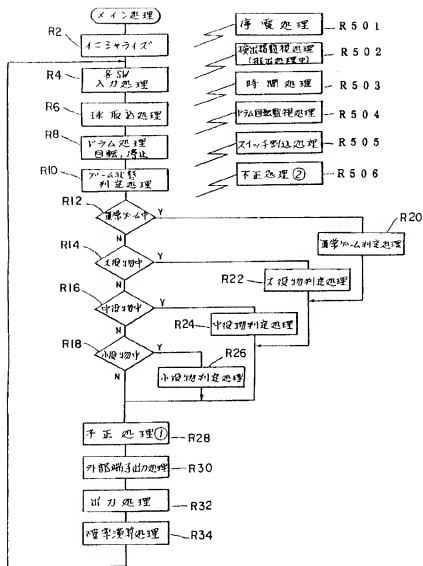 メイン処理
R2
イニシャライズ
R4
各SW
入力処理
R6
球取込処理
R8
ドラム処理
回転,停止
R10
ゲーム状態
判定処理
R12
通常ゲーム中
Y
N
R14
大役物中
Y
N
R16
中役物中
Y
N
R18
小役物中
Y
N
R20
通常ゲーム判定処理
R22
大役物判定処理
R24
中役物判定処理
R26
小役物判定処理
不正処理①
R28
外部端子出力処理
R30
出力処理
R32
確率演算処理
R34
停電処理
R501
(排出処理中)
R502
時間処理
R503
ドラム回転監視処理
R504
スイッチ割込処理
R505
不正処理②
R506